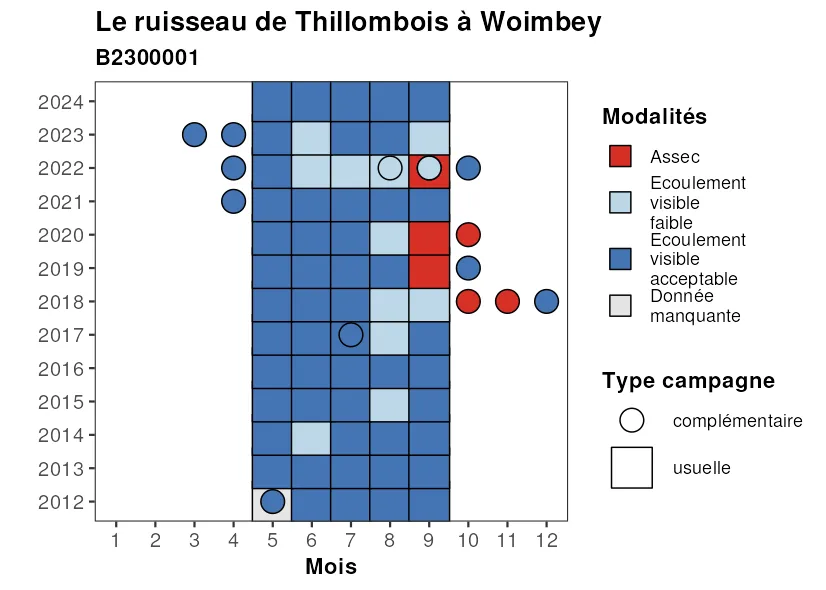 Le ruisseau de Thillombois à Woimbey
B2300001
2024
2023
2022
2021
2020
2019
2018
2017
2016
2015
2014
2013
2012
1 2 3 4 5 6 7 8 9 10 11 12
Mois
Modalités
Assec
Ecoulement
visible
faible
Ecoulement
visible
acceptable
Donnée
manquante
Type campagne
complémentaire
usuelle